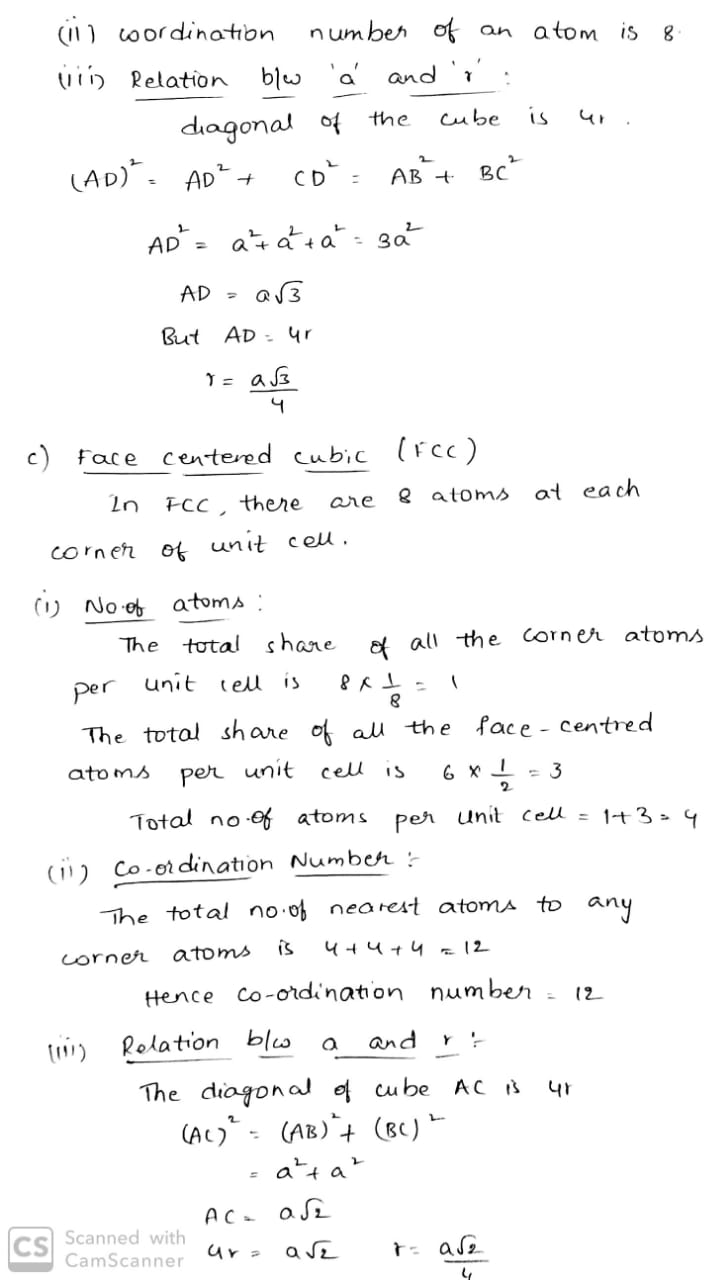 (ii) coordination number of an atom is 8.
(iii) Relation b/w 'a' and 'r' :
diagonal of the cube is 4r .
(AD)² = AD² + CD² = AB² + BC²
AD² = a² + a² + a² = 3a²
AD = a√3
But AD = 4r
r = a√3/4
c) Face centered cubic (FCC)
In FCC, there are 8 atoms at each
corner of unit cell.
(i) No.of atoms :
The total share of all the corner atoms
per unit cell is 8 x 1/8 = 1
The total share of all the face-centred
atoms per unit cell is 6 x 1/2 = 3
Total no.of atoms per unit cell = 1+3 = 4
(ii) Co-ordination Number :-
The total no.of nearest atoms to any
corner atoms is 4+4+4 = 12
Hence co-ordination number = 12
(iii) Relation b/w a and r :-
The diagonal of cube AC is 4r
(AC)² = (AB)² + (BC)²
= a² + a²
AC = a√2
4r = a√2 r = a√2/4
CS Scanned with CamScanner